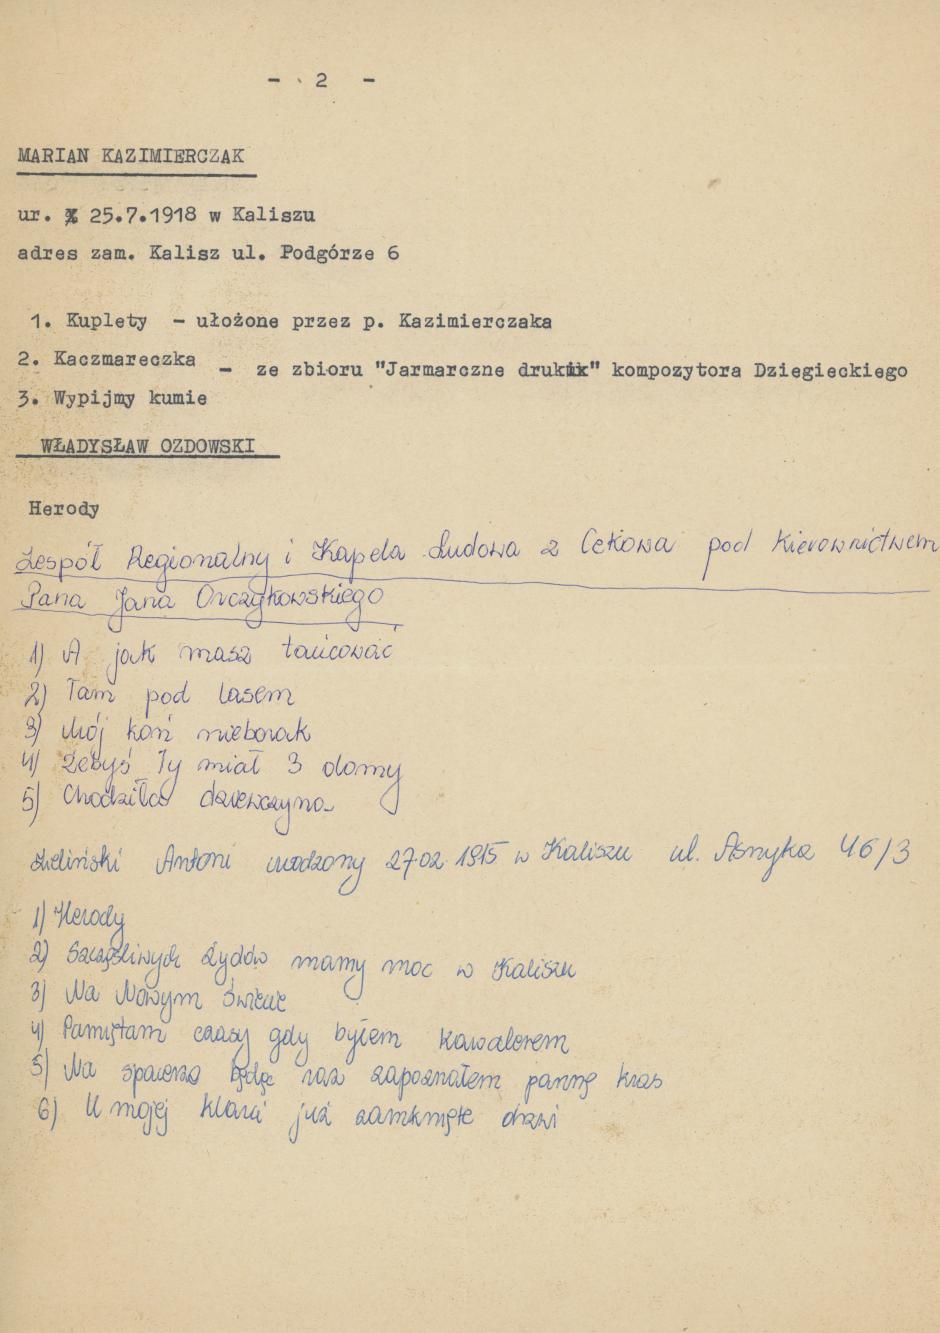 - 2 -
MARIAN KAZIMIERCZAK
ur. 25.7.1918 w Kaliszu
adres zam. Kalisz ul. Podgórze 6
1. Kuplety - ułożone przez p. Kazimierczaka
2. Kaczmareczka - ze zbioru "Jarmarczne druki" kompozytora Dziegieckiego
3. Wypijmy kumie
WŁADYSŁAW OZDOWSKI
Herody
Zespół Regionalny i Kapela Ludowa z Cekowa pod kierownictwem
Pana Jana Orczykowskiego
1) A jak masz tańcować
2) Tam pod lasem
3) Mój koń nieborak
4) Żebyś Ty miał 3 domy
5) Chodziła dziewczyna
Zieliński Antoni urodzony 27.02.1915 w Kaliszu ul. Asnyka 46/3
1) Herody
2) Szczęśliwych Żydów mamy moc w Kaliszu
3) Na Nowym Świecie
4) Pamiętam czasy gdy byłem kawalerem
5) Na spacerze będąc raz zapoznałem pannę kras
6) U mojej Klarci już zamknięte drzwi